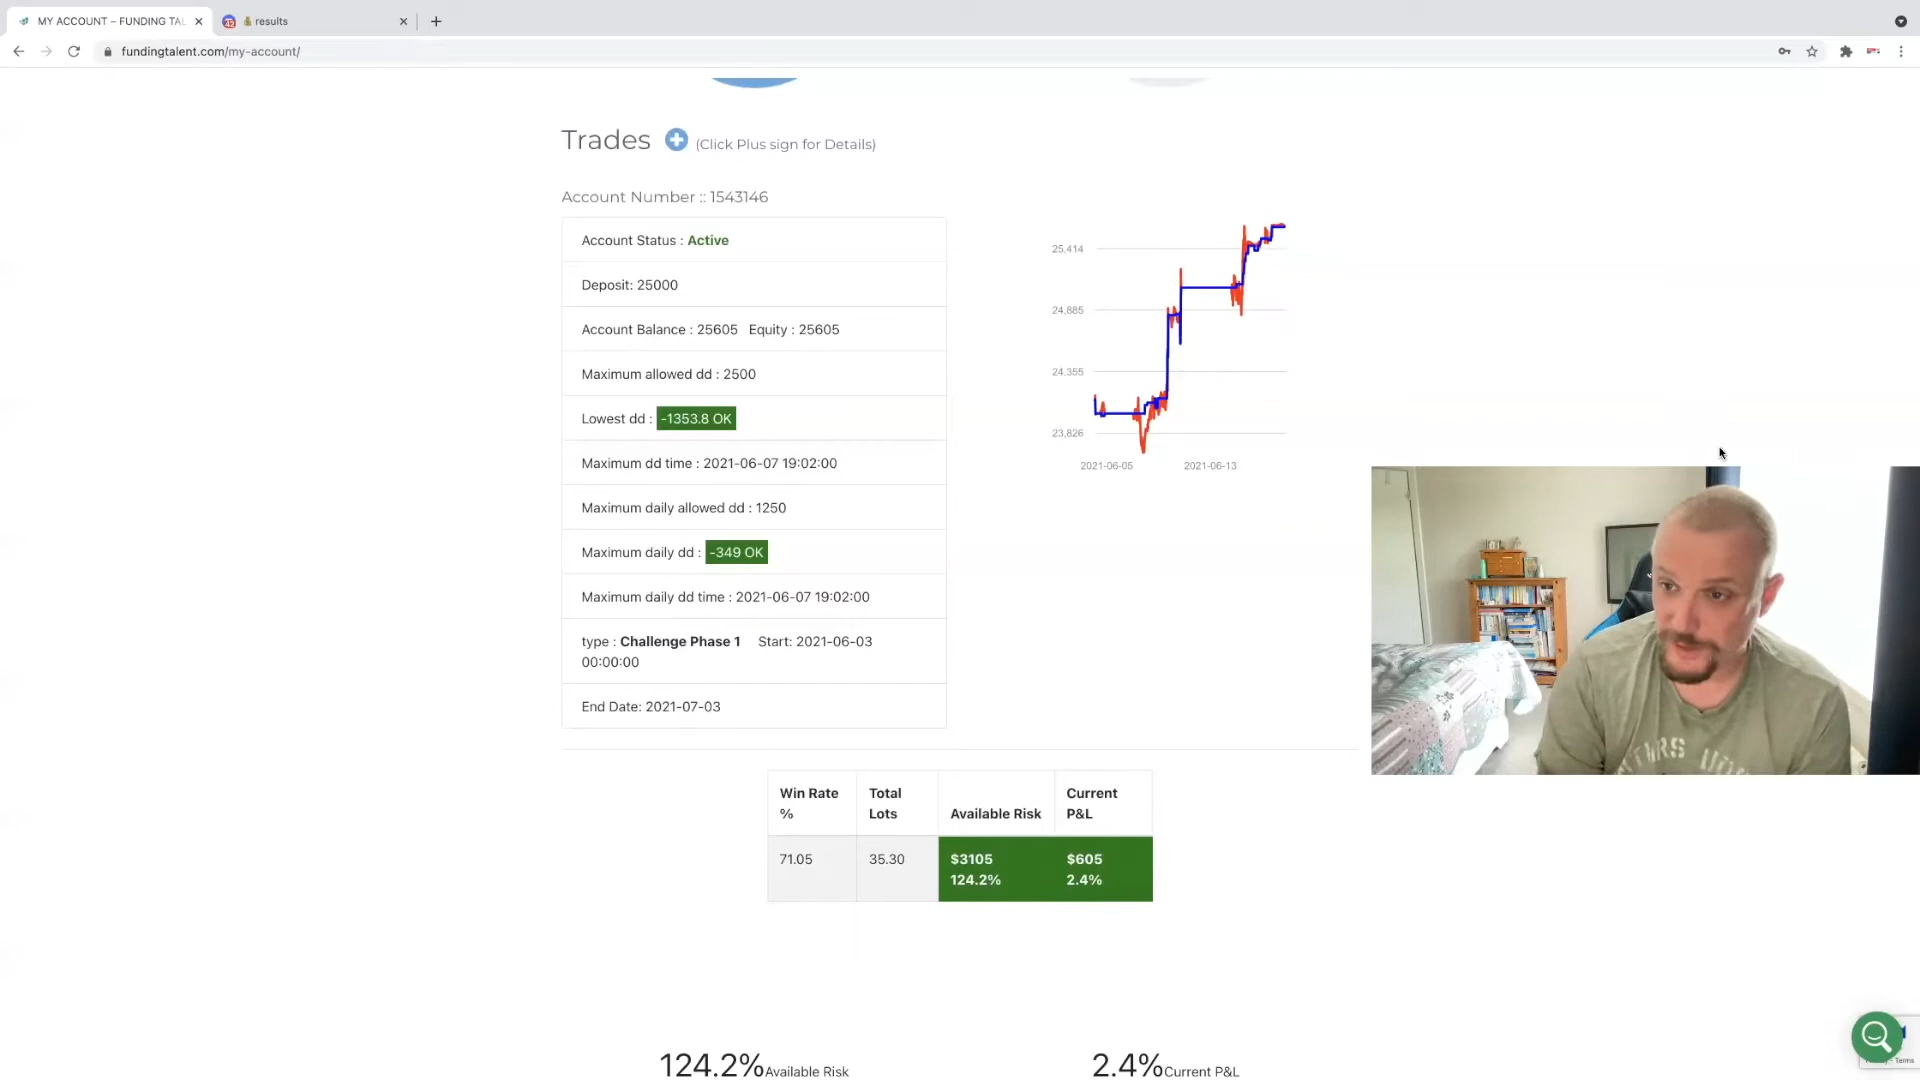 MY ACCOUNT – FUNDING TAL
results
fundingtalent.com/my-account/
Trades (Click Plus sign for Details)
Account Number :: 1543146
Account Status : Active
Deposit: 25000
Account Balance : 25605 Equity : 25605
Maximum allowed dd : 2500
Lowest dd : -1353.8 OK
Maximum dd time : 2021-06-07 19:02:00
Maximum daily allowed dd : 1250
Maximum daily dd : -349 OK
Maximum daily dd time : 2021-06-07 19:02:00
type : Challenge Phase 1 Start: 2021-06-03
00:00:00
End Date: 2021-07-03
25,414
24,885
24,355
23,826
2021-06-05 2021-06-13
Win Rate Total Current
% Lots Available Risk P&L
71.05 35.30 $3105 $605
124.2% 2.4%
124.2% Available Risk 2.4% Current P&L
- Terms